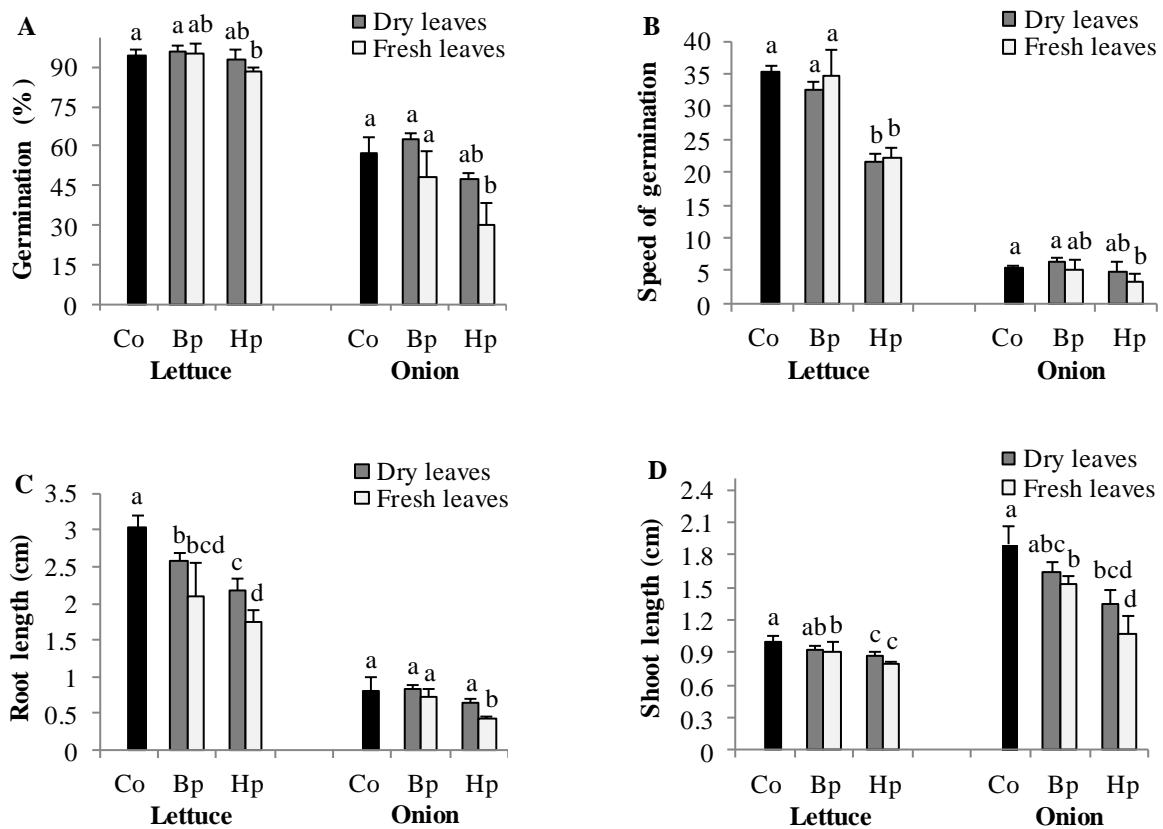 A
Dry leaves
Fresh leaves
Germination (%)
90
75
60
45
30
15
0
a a ab ab b
a a a ab b
Co Bp Hp Co Bp Hp
Lettuce Onion
B
Dry leaves
Fresh leaves
Speed of germination
40
35
30
25
20
15
10
5
0
a a a b b
a a ab ab b
Co Bp Hp Co Bp Hp
Lettuce Onion
C
Dry leaves
Fresh leaves
Root length (cm)
3.5
3
2.5
2
1.5
1
0.5
0
a b bcd c d
a a a a b
Co Bp Hp Co Bp Hp
Lettuce Onion
D
Dry leaves
Fresh leaves
Shoot length (cm)
2.4
2.1
1.8
1.5
1.2
0.9
0.6
0.3
0
a ab b c c
a abc b bcd d
Co Bp Hp Co Bp Hp
Lettuce Onion